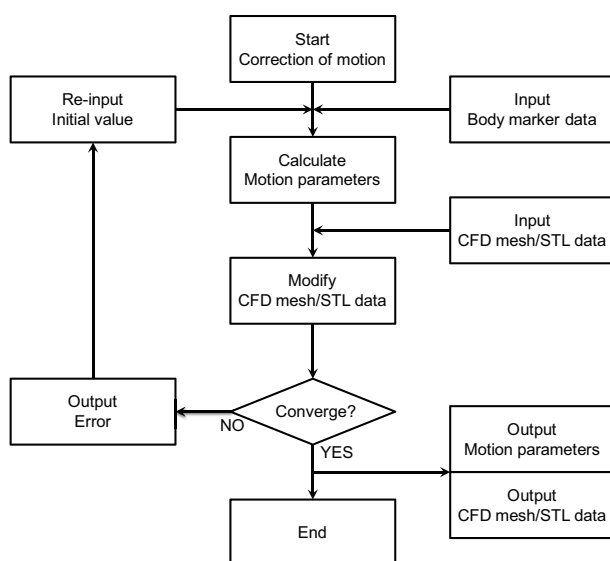 Start
Correction of motion
Re-input
Initial value
Input
Body marker data
Calculate
Motion parameters
Input
CFD mesh/STL data
Modify
CFD mesh/STL data
Output
Error
Converge?
NO
YES
Output
Motion parameters
Output
CFD mesh/STL data
End